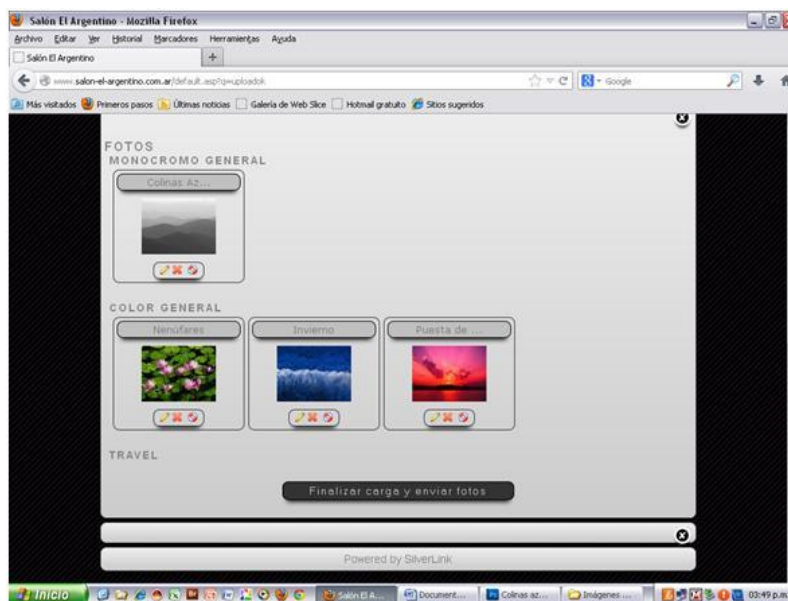 Salón El Argentino - Mozilla Firefox
Archivo Editar Ver Historial Marcadores Herramientas Ayuda
Salón El Argentino
www.salon-el-argentino.com.ar/default.asp?q=uploadok
Google
Más visitados Primeros pasos Últimas noticias Galería de Web Slice Hotmail gratuito Sitios sugeridos
FOTOS
MONOCROMO GENERAL
Colinas Az...
COLOR GENERAL
Nenúfares Invierno Puesta de ...
TRAVEL
Finalizar carga y enviar fotos
Powered by SilverLink
Inicio Salón El A... Document... Colinas az... Imágenes ... 03:49 p.m.